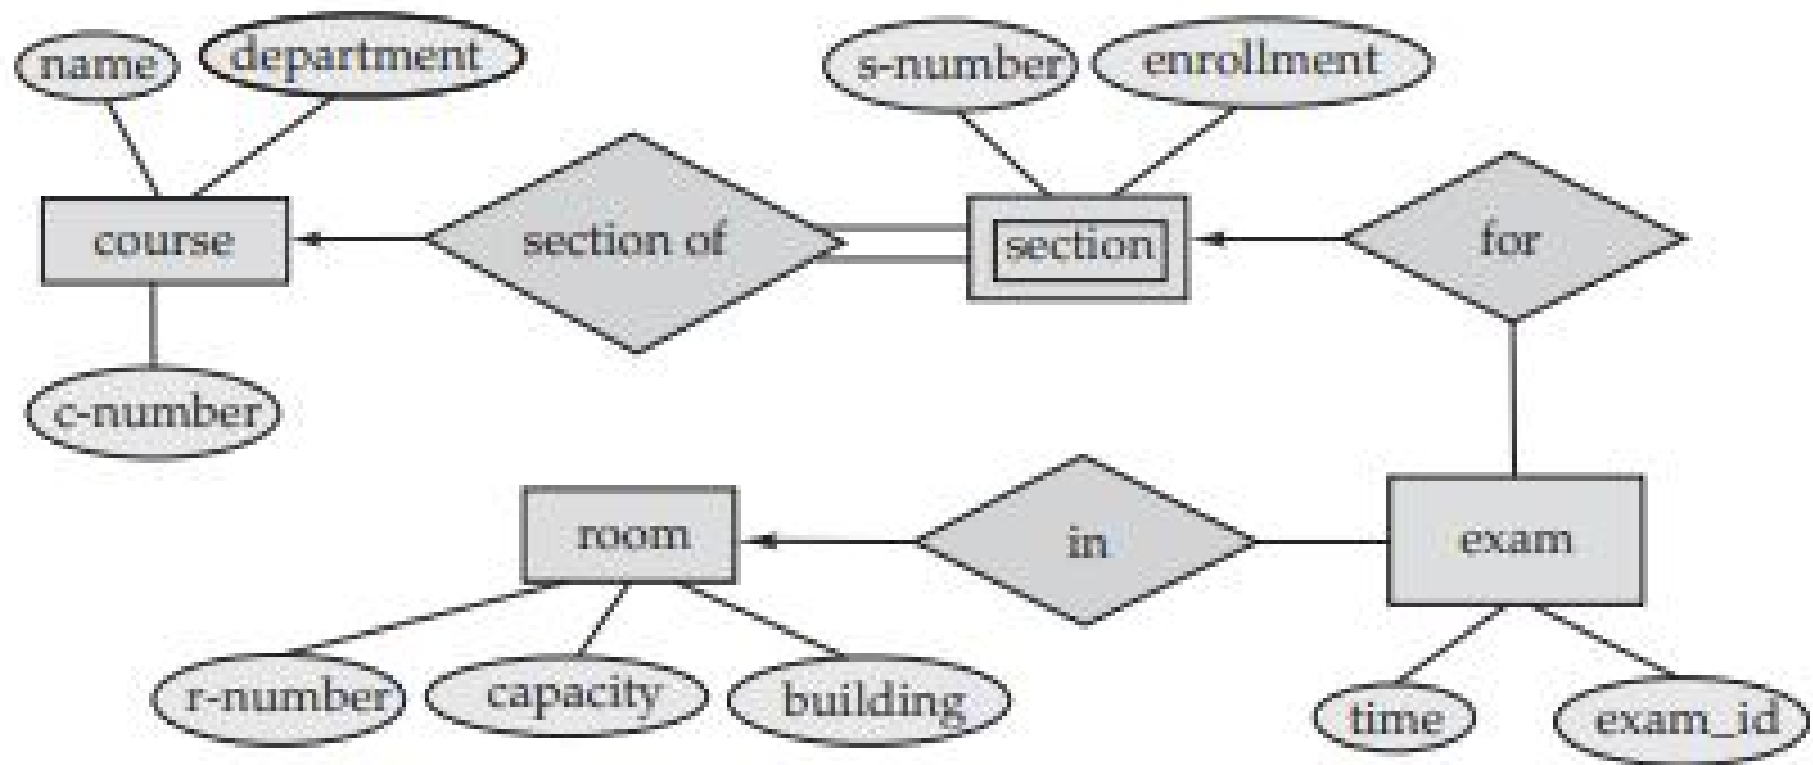 name
department
s-number
enrollment
course
section of
section
for
c-number
room
in
exam
r-number
capacity
building
time
exam_id